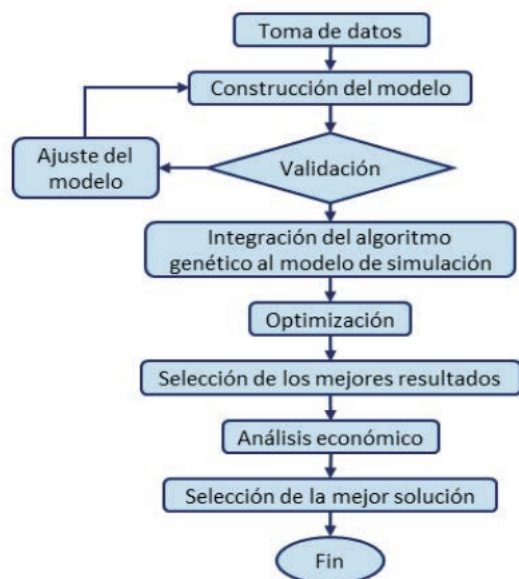 Toma de datos
Construcción del modelo
Ajuste del
modelo
Validación
Integración del algoritmo
genético al modelo de simulación
Optimización
Selección de los mejores resultados
Análisis económico
Selección de la mejor solución
Fin